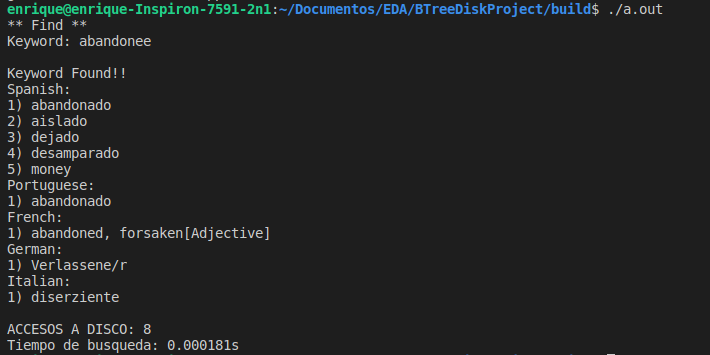 enrique@enrique-Inspiron-7591-2n1:~/Documentos/EDA/BTreeDiskProject/build$ ./a.out
** Find **
Keyword: abandonee
Keyword Found!!
Spanish:
1) abandonado
2) aislado
3) dejado
4) desamparado
5) money
Portuguese:
1) abandonado
French:
1) abandoned, forsaken[Adjective]
German:
1) Verlassene/r
Italian:
1) diserziente
ACCESOS A DISCO: 8
Tiempo de busqueda: 0.000181s